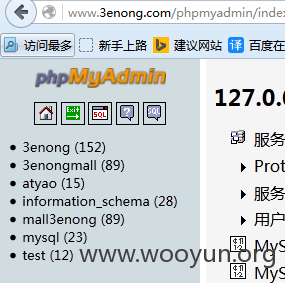 www.3enong.com/phpmyadmin/index
访问最多 新手上路 建议网站 百度在
phpMyAdmin
127.0.0
3enong (152)
3enongmall (89)
atyao (15)
information_schema (28)
mall3enong (89)
mysql (23)
test (12)
服务
Prot
服务
用户
MyS
MyS
www.wooyun.org